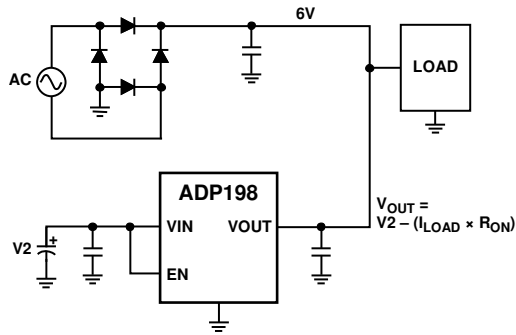 6V
AC
LOAD
ADP198
VIN
VOUT
EN
V2
+
VOUT =
V2 – (ILOAD × RON)